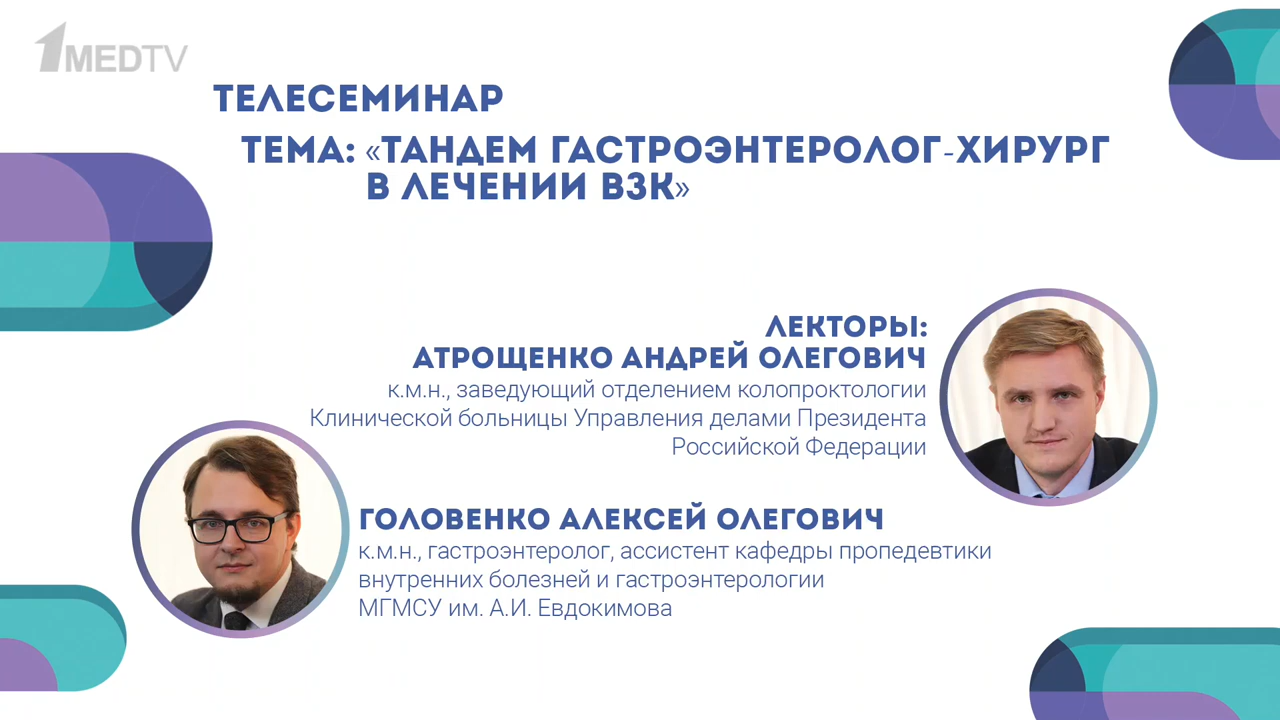 1MEDTV
ТЕЛЕСЕМИНАР
ТЕМА: «ТАНДЕМ ГАСТРОЭНТЕРОЛОГ-ХИРУРГ
В ЛЕЧЕНИИ ВЗК»
ЛЕКТОРЫ:
АТРОЩЕНКО АНДРЕЙ ОЛЕГОВИЧ
к.м.н., заведующий отделением колопроктологии
Клинической больницы Управления делами Президента
Российской Федерации
ГОЛОВЕНКО АЛЕКСЕЙ ОЛЕГОВИЧ
к.м.н., гастроэнтеролог, ассистент кафедры пропедевтики
внутренних болезней и гастроэнтерологии
МГМСУ им. А.И. Евдокимова